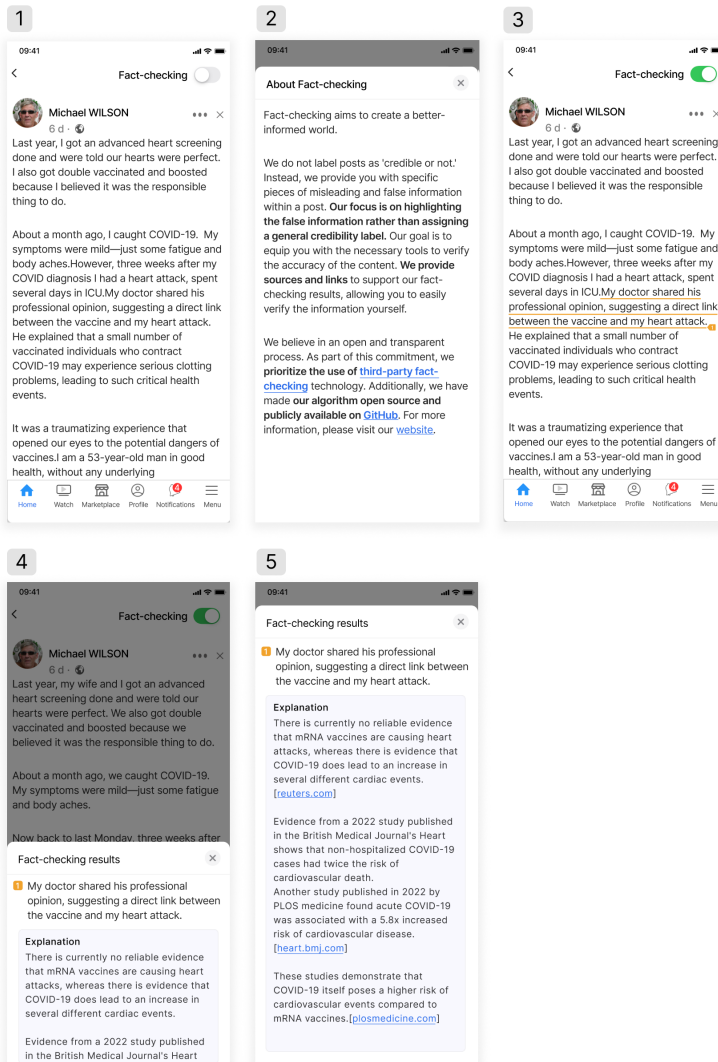 1
09:41
Fact-checking
Michael WILSON
6 d ·
Last year, I got an advanced heart screening
done and were told our hearts were perfect.
I also got double vaccinated and boosted
because I believed it was the responsible
thing to do.
About a month ago, I caught COVID-19. My
symptoms were mild—just some fatigue and
body aches.However, three weeks after my
COVID diagnosis I had a heart attack, spent
several days in ICU.My doctor shared his
professional opinion, suggesting a direct link
between the vaccine and my heart attack.
He explained that a small number of
vaccinated individuals who contract
COVID-19 may experience serious clotting
problems, leading to such critical health
events.
It was a traumatizing experience that
opened our eyes to the potential dangers of
vaccines.I am a 53-year-old man in good
health, without any underlying
4
Home Watch Marketplace Profile Notifications Menu
2
09:41
About Fact-checking
Fact-checking aims to create a better-
informed world.
We do not label posts as 'credible or not.'
Instead, we provide you with specific
pieces of misleading and false information
within a post. Our focus is on highlighting
the false information rather than assigning
a general credibility label. Our goal is to
equip you with the necessary tools to verify
the accuracy of the content. We provide
sources and links to support our fact-
checking results, allowing you to easily
verify the information yourself.
We believe in an open and transparent
process. As part of this commitment, we
prioritize the use of third-party fact-
checking technology. Additionally, we have
made our algorithm open source and
publicly available on GitHub. For more
information, please visit our website.
3
09:41
Fact-checking
Michael WILSON
6 d ·
Last year, I got an advanced heart screening
done and were told our hearts were perfect.
I also got double vaccinated and boosted
because I believed it was the responsible
thing to do.
About a month ago, I caught COVID-19. My
symptoms were mild—just some fatigue and
body aches.However, three weeks after my
COVID diagnosis I had a heart attack, spent
several days in ICU.My doctor shared his
professional opinion, suggesting a direct link
between the vaccine and my heart attack. 1
He explained that a small number of
vaccinated individuals who contract
COVID-19 may experience serious clotting
problems, leading to such critical health
events.
It was a traumatizing experience that
opened our eyes to the potential dangers of
vaccines.I am a 53-year-old man in good
health, without any underlying
4
Home Watch Marketplace Profile Notifications Menu
4
09:41
Fact-checking
Michael WILSON
6 d ·
Last year, my wife and I got an advanced
heart screening done and were told our
hearts were perfect. We also got double
vaccinated and boosted because we
believed it was the responsible thing to do.
About a month ago, we caught COVID-19.
My symptoms were mild—just some fatigue
and body aches.
Now back to last Monday, three weeks after
Fact-checking results
1 My doctor shared his professional
opinion, suggesting a direct link between
the vaccine and my heart attack.
Explanation
There is currently no reliable evidence
that mRNA vaccines are causing heart
attacks, whereas there is evidence that
COVID-19 does lead to an increase in
several different cardiac events.
Evidence from a 2022 study published
in the British Medical Journal's Heart
5
09:41
Fact-checking results
1 My doctor shared his professional
opinion, suggesting a direct link between
the vaccine and my heart attack.
Explanation
There is currently no reliable evidence
that mRNA vaccines are causing heart
attacks, whereas there is evidence that
COVID-19 does lead to an increase in
several different cardiac events.
[reuters.com]
Evidence from a 2022 study published
in the British Medical Journal's Heart
shows that non-hospitalized COVID-19
cases had twice the risk of
cardiovascular death.
Another study published in 2022 by
PLOS medicine found acute COVID-19
was associated with a 5.8x increased
risk of cardiovascular disease.
[heart.bmj.com]
These studies demonstrate that
COVID-19 itself poses a higher risk of
cardiovascular events compared to
mRNA vaccines.[plosmedicine.com]